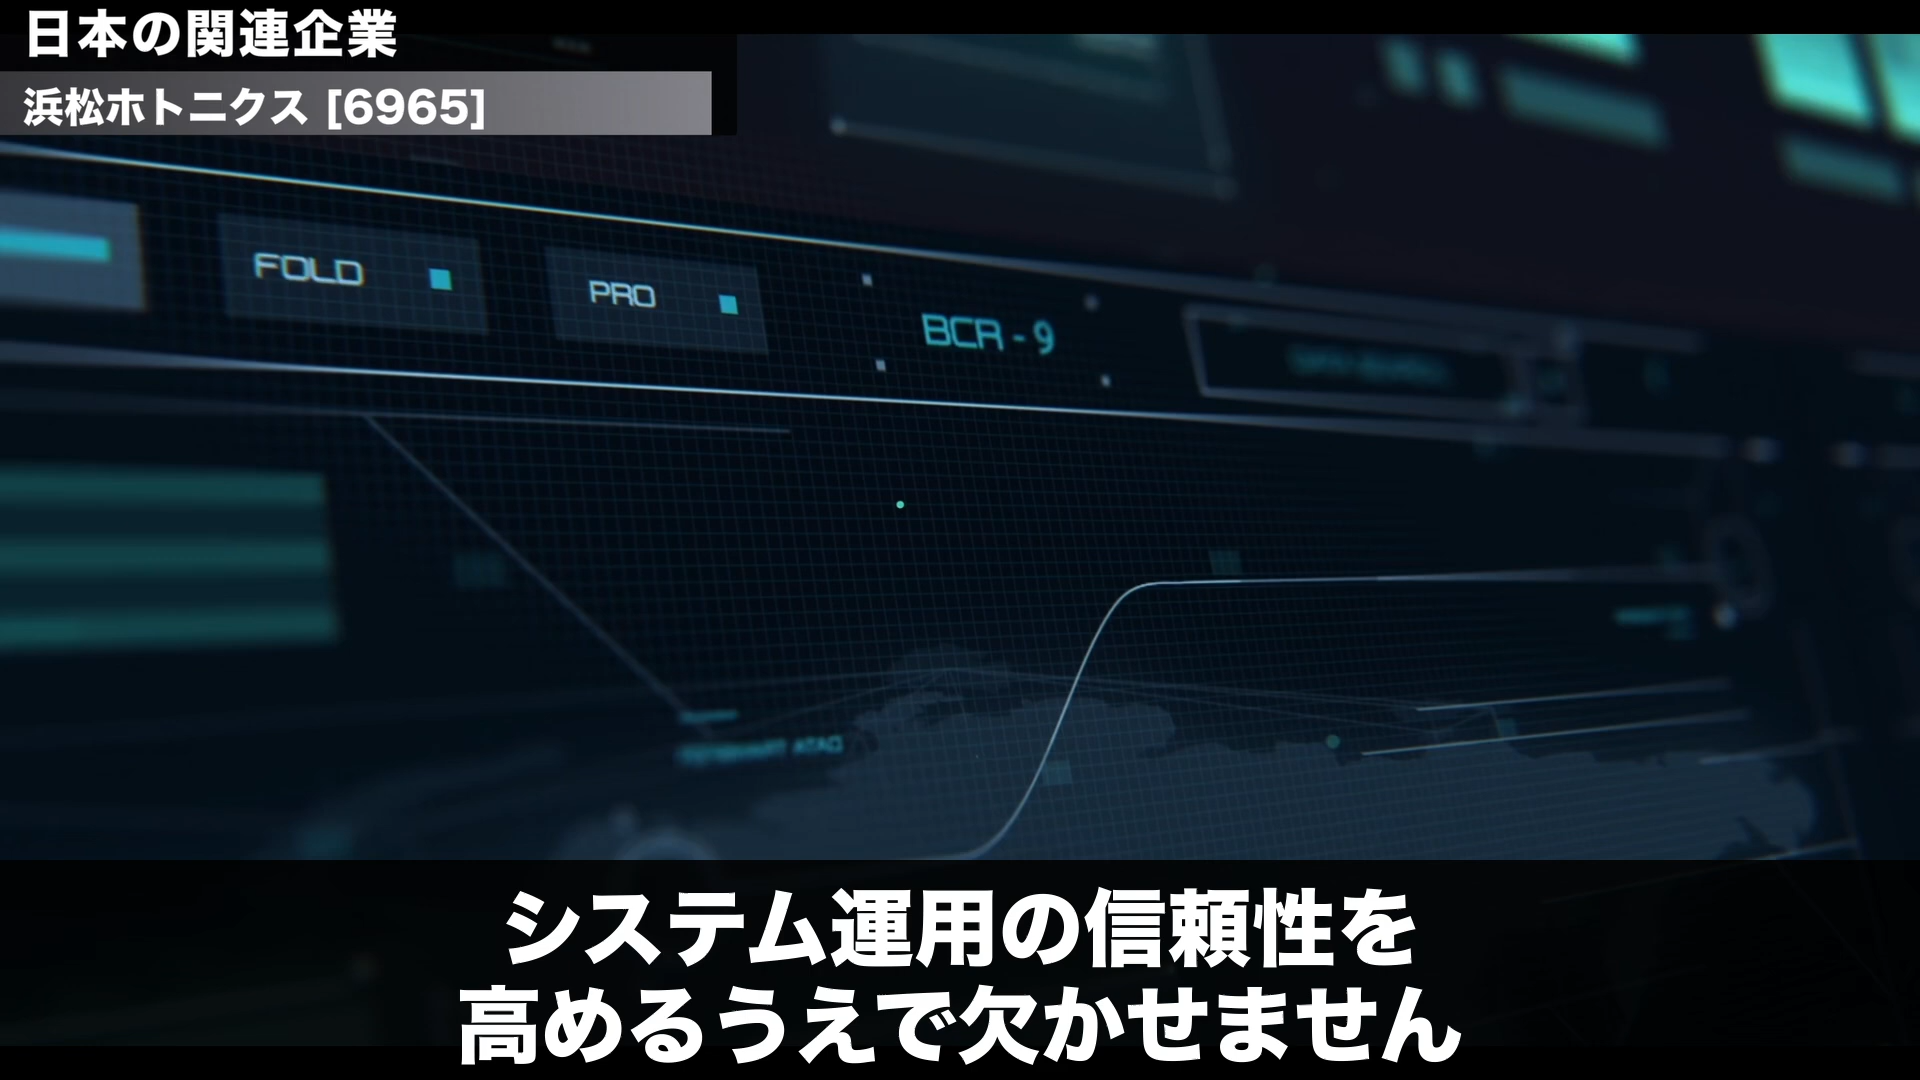 日本の関連企業
浜松ホトニクス [6965]
FOLD
PRO
BCR - 9
システム運用の信頼性を
高めるうえで欠かせません